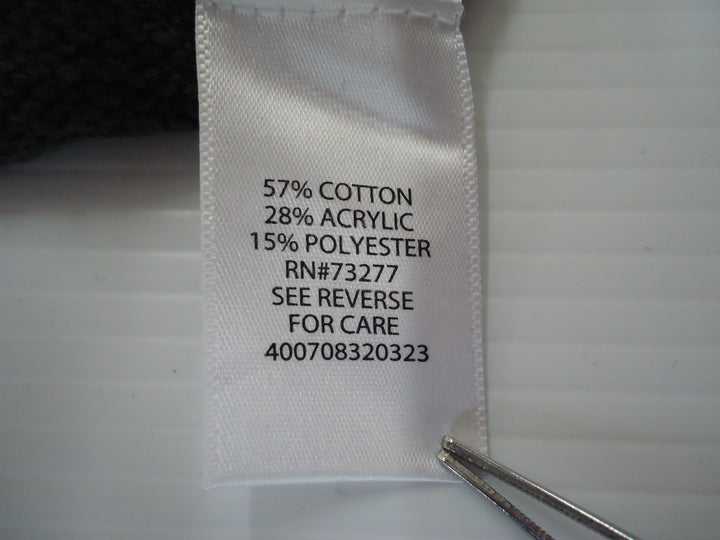 57% COTTON
28% ACRYLIC
15% POLYESTER
RN#73277
SEE REVERSE
FOR CARE
400708320323